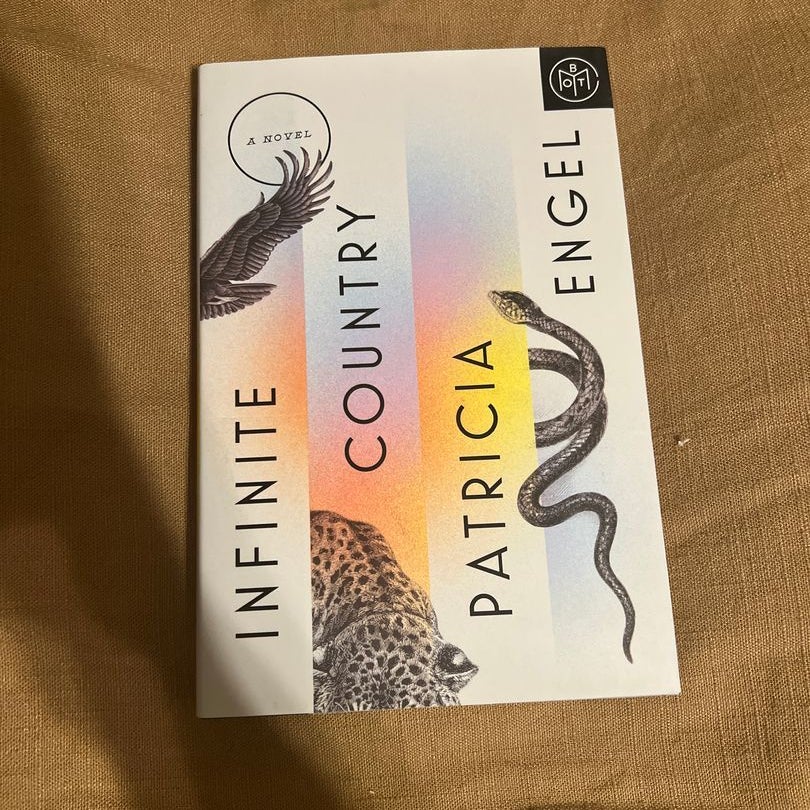 A NOVEL
INFINITE
COUNTRY
PATRICIA
ENGEL
BOTM